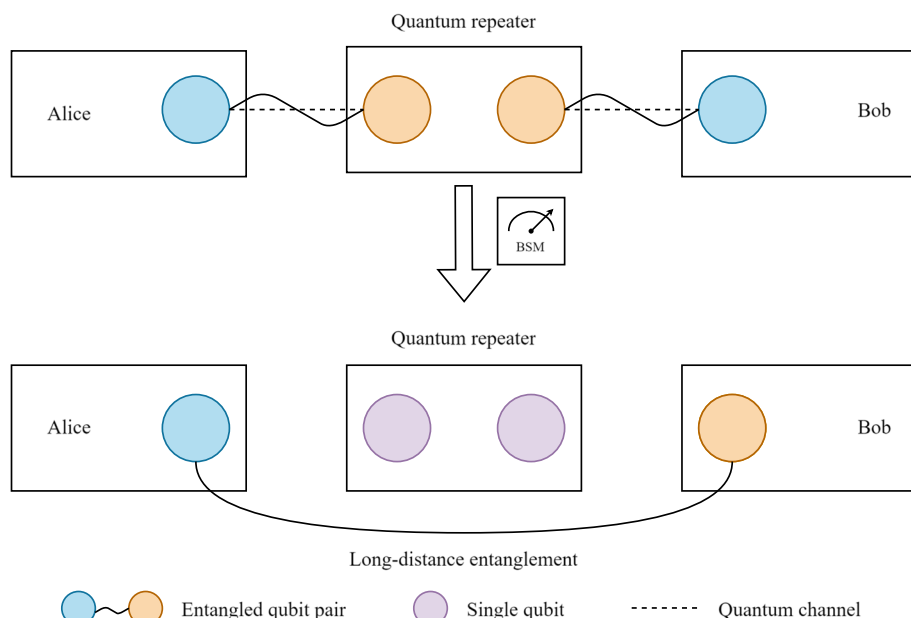 Quantum repeater
Alice
Bob
BSM
Quantum repeater
Alice
Bob
Long-distance entanglement
Entangled qubit pair
Single qubit
Quantum channel